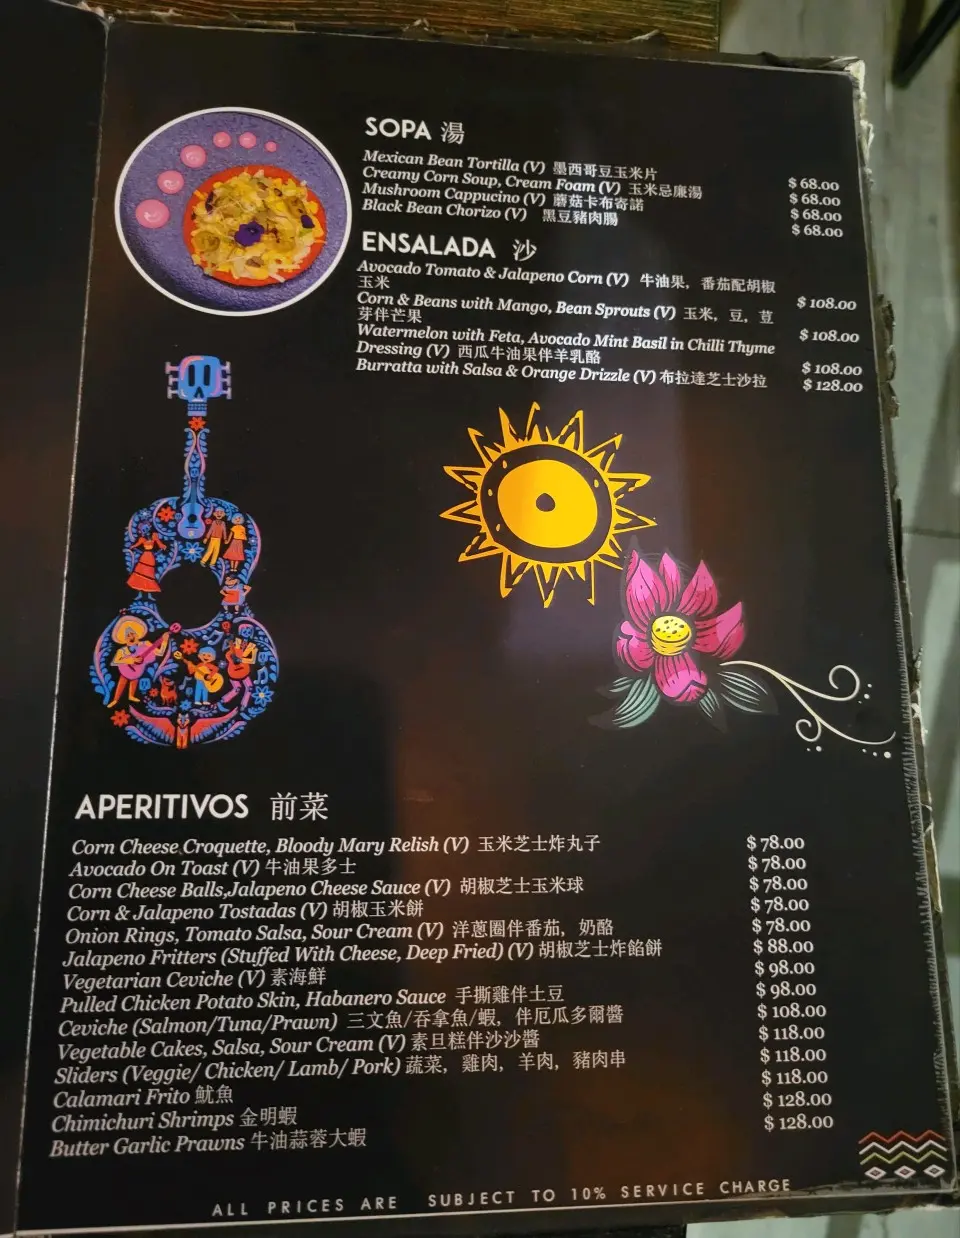 SOPA 湯
Mexican Bean Tortilla (V) 墨西哥豆玉米片 $ 68.00
Creamy Corn Soup, Cream Foam (V) 玉米忌廉湯 $ 68.00
Mushroom Cappucino (V) 蘑菇卡布寄諾 $ 68.00
Black Bean Chorizo (V) 黑豆豬肉腸 $ 68.00
ENSALADA 沙
Avocado Tomato & Jalapeno Corn (V) 牛油果，番茄配胡椒
玉米 $ 108.00
Corn & Beans with Mango, Bean Sprouts (V) 玉米，豆，荳
芽伴芒果 $ 108.00
Watermelon with Feta, Avocado Mint Basil in Chilli Thyme
Dressing (V) 西瓜牛油果伴羊乳酪 $ 108.00
Burratta with Salsa & Orange Drizzle (V) 布拉達芝士沙拉 $ 128.00
APERITIVOS 前菜
Corn Cheese Croquette, Bloody Mary Relish (V) 玉米芝士炸丸子 $ 78.00
Avocado On Toast (V) 牛油果多士 $ 78.00
Corn Cheese Balls,Jalapeno Cheese Sauce (V) 胡椒芝士玉米球 $ 78.00
Corn & Jalapeno Tostadas (V) 胡椒玉米餅 $ 78.00
Onion Rings, Tomato Salsa, Sour Cream (V) 洋蔥圈伴番茄，奶酪 $ 78.00
Jalapeno Fritters (Stuffed With Cheese, Deep Fried) (V) 胡椒芝士炸餡餅 $ 88.00
Vegetarian Ceviche (V) 素海鮮 $ 98.00
Pulled Chicken Potato Skin, Habanero Sauce 手撕雞伴土豆 $ 98.00
Ceviche (Salmon/Tuna/Prawn) 三文魚/吞拿魚/蝦，伴厄瓜多爾醬 $ 108.00
Vegetable Cakes, Salsa, Sour Cream (V) 素旦糕伴沙沙醬 $ 118.00
Sliders (Veggie/ Chicken/ Lamb/ Pork) 蔬菜，雞肉，羊肉，豬肉串 $ 118.00
Calamari Frito 魷魚 $ 118.00
Chimichuri Shrimps 金明蝦 $ 128.00
Butter Garlic Prawns 牛油蒜蓉大蝦 $ 128.00
ALL PRICES ARE SUBJECT TO 10% SERVICE CHARGE